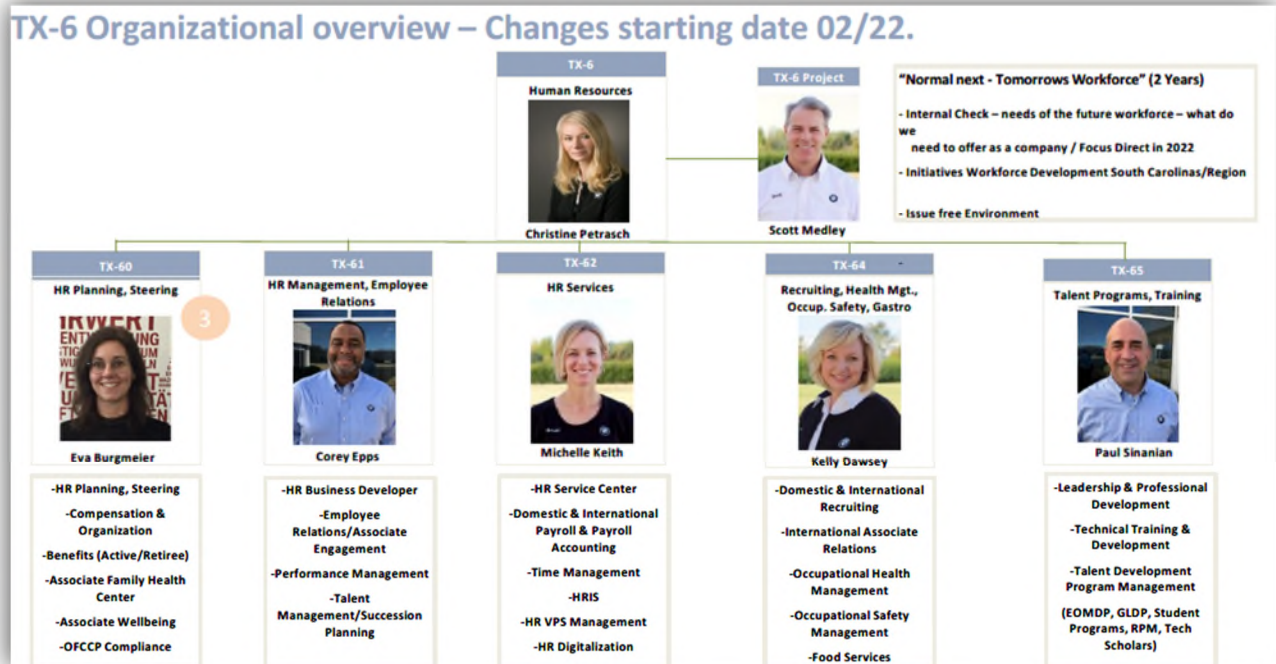 TX-6 Organizational overview – Changes starting date 02/22.
TX-6
Human Resources
Christine Petrasch
TX-6 Project
Scott Medley
“Normal next - Tomorrows Workforce” (2 Years)
- Internal Check – needs of the future workforce – what do
we
need to offer as a company / Focus Direct in 2022
- Initiatives Workforce Development South Carolinas/Region
- Issue free Environment
TX-60
HR Planning, Steering
3
Eva Burgmeier
-HR Planning, Steering
-Compensation &
Organization
-Benefits (Active/Retiree)
-Associate Family Health
Center
-Associate Wellbeing
-OFCCP Compliance
TX-61
HR Management, Employee
Relations
Corey Epps
-HR Business Developer
-Employee
Relations/Associate
Engagement
-Performance Management
-Talent
Management/Succession
Planning
TX-62
HR Services
Michelle Keith
-HR Service Center
-Domestic & International
Payroll & Payroll
Accounting
-Time Management
-HRIS
-HR VPS Management
-HR Digitalization
TX-64 -
Recruiting, Health Mgt.,
Occup. Safety, Gastro
Kelly Dawsey
-Domestic & International
Recruiting
-International Associate
Relations
-Occupational Health
Management
-Occupational Safety
Management
-Food Services
TX-65
Talent Programs, Training
Paul Sinanian
-Leadership & Professional
Development
-Technical Training &
Development
-Talent Development
Program Management
(EOMDP, GLDP, Student
Programs, RPM, Tech
Scholars)